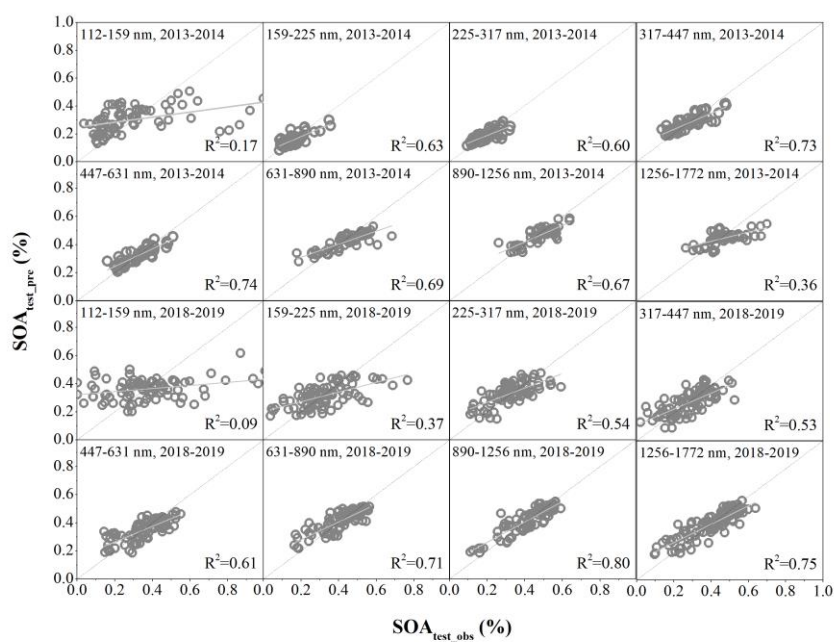 SOA_test_pre (%)
1.0
0.8
0.6
0.4
0.2
0.0
112-159 nm, 2013-2014
R²=0.17
159-225 nm, 2013-2014
R²=0.63
225-317 nm, 2013-2014
R²=0.60
317-447 nm, 2013-2014
R²=0.73
0.8
0.6
0.4
0.2
0.0
447-631 nm, 2013-2014
R²=0.74
631-890 nm, 2013-2014
R²=0.69
890-1256 nm, 2013-2014
R²=0.67
1256-1772 nm, 2013-2014
R²=0.36
0.8
0.6
0.4
0.2
0.0
112-159 nm, 2018-2019
R²=0.09
159-225 nm, 2018-2019
R²=0.37
225-317 nm, 2018-2019
R²=0.54
317-447 nm, 2018-2019
R²=0.53
0.8
0.6
0.4
0.2
0.0
447-631 nm, 2018-2019
R²=0.61
631-890 nm, 2018-2019
R²=0.71
890-1256 nm, 2018-2019
R²=0.80
1256-1772 nm, 2018-2019
R²=0.75
0.0 0.2 0.4 0.6 0.8 0.0 0.2 0.4 0.6 0.8 0.0 0.2 0.4 0.6 0.8 0.0 0.2 0.4 0.6 0.8 1.0
SOA_test_obs (%)